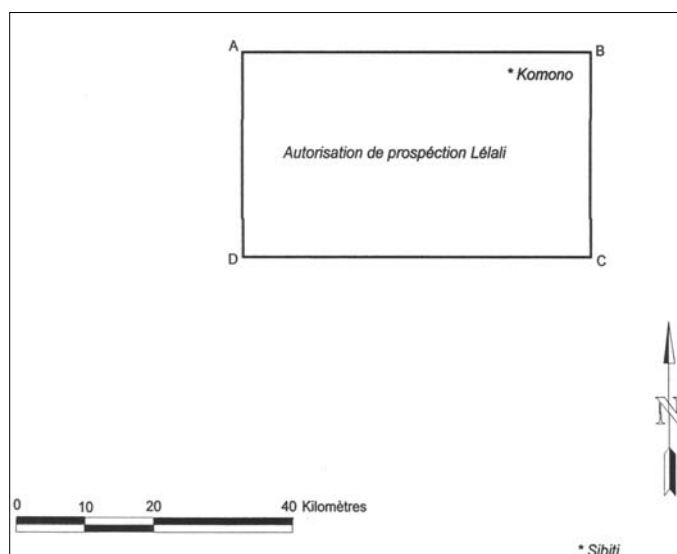 A B
* Komono
Autorisation de prospéction Lélali
D C
N
0 10 20 40 Kilomètres
* Sibiti